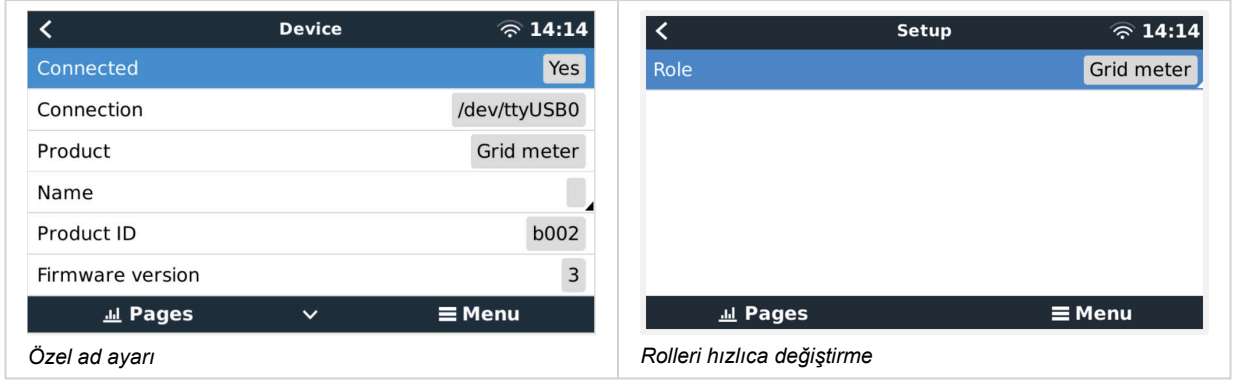 Device 14:14
Connected Yes
Connection /dev/ttyUSB0
Product Grid meter
Name
Product ID b002
Firmware version 3
Pages Menu
Özel ad ayarı
Setup 14:14
Role Grid meter
Pages Menu
Rolleri hızlıca değiştirme